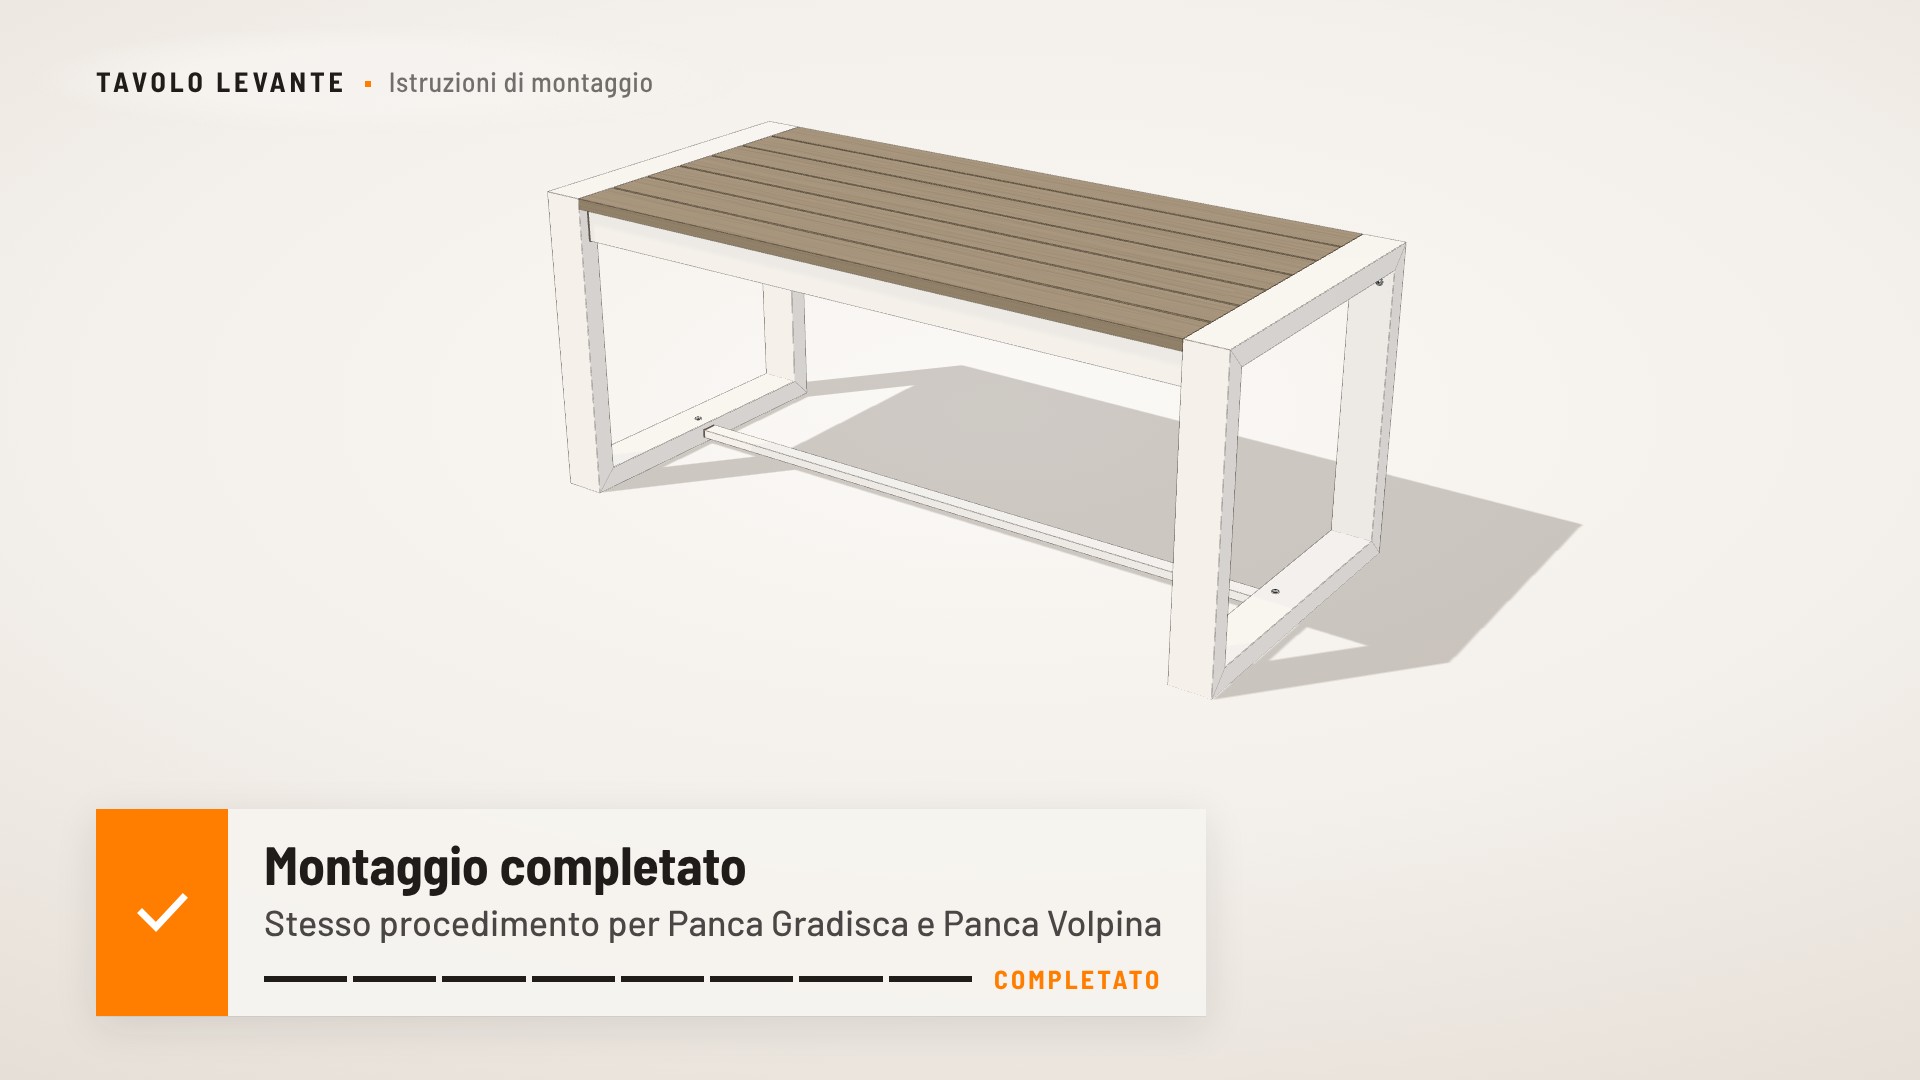 TAVOLO LEVANTE ▪ Istruzioni di montaggio
Montaggio completato
Stesso procedimento per Panca Gradisca e Panca Volpina
COMPLETATO